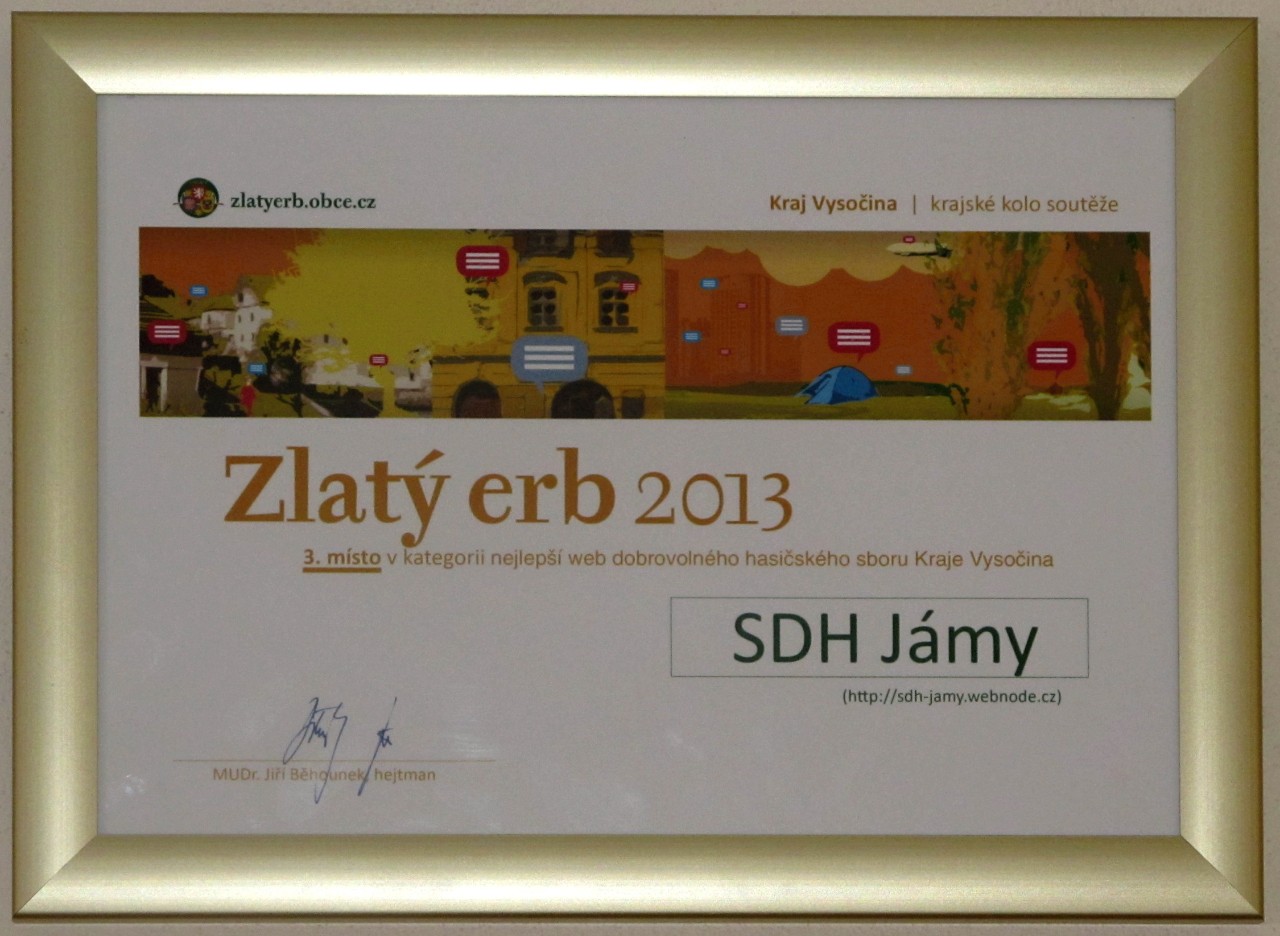 zlatyerb.obce.cz
Kraj Vysočina | krajské kolo soutěže
Zlatý erb 2013
3. místo v kategorii nejlepší web dobrovolného hasičského sboru Kraje Vysočina
SDH Jámy
(http://sdh-jamy.webnode.cz)
MUDr. Jiří Běhounek, hejtman